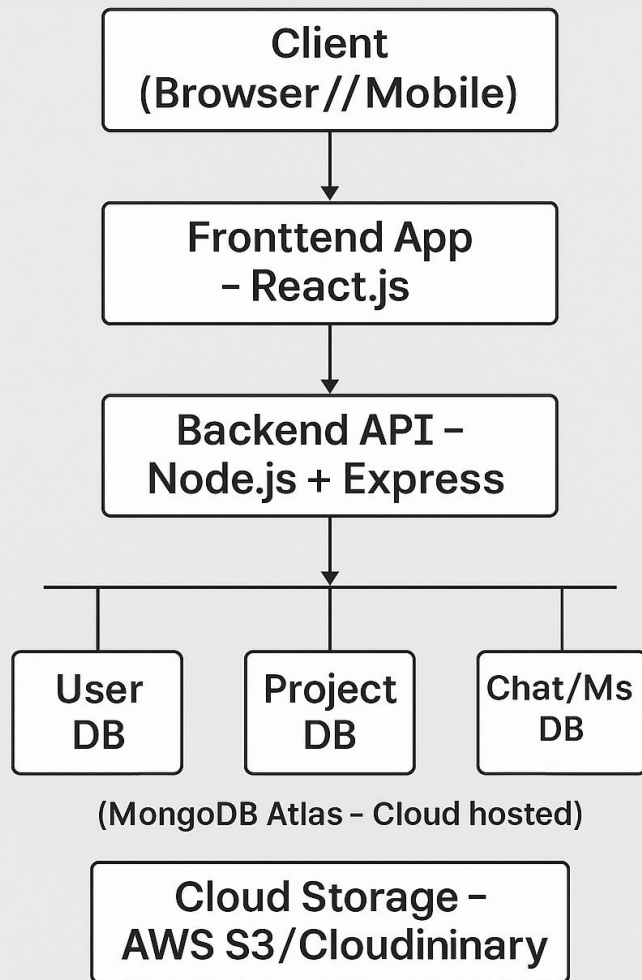 Client
(Browser//Mobile)
Fronttend App
– React.js
Backend API –
Node.js + Express
User
DB
Project
DB
Chat/Ms
DB
(MongoDB Atlas – Cloud hosted)
Cloud Storage –
AWS S3/Cloudininary